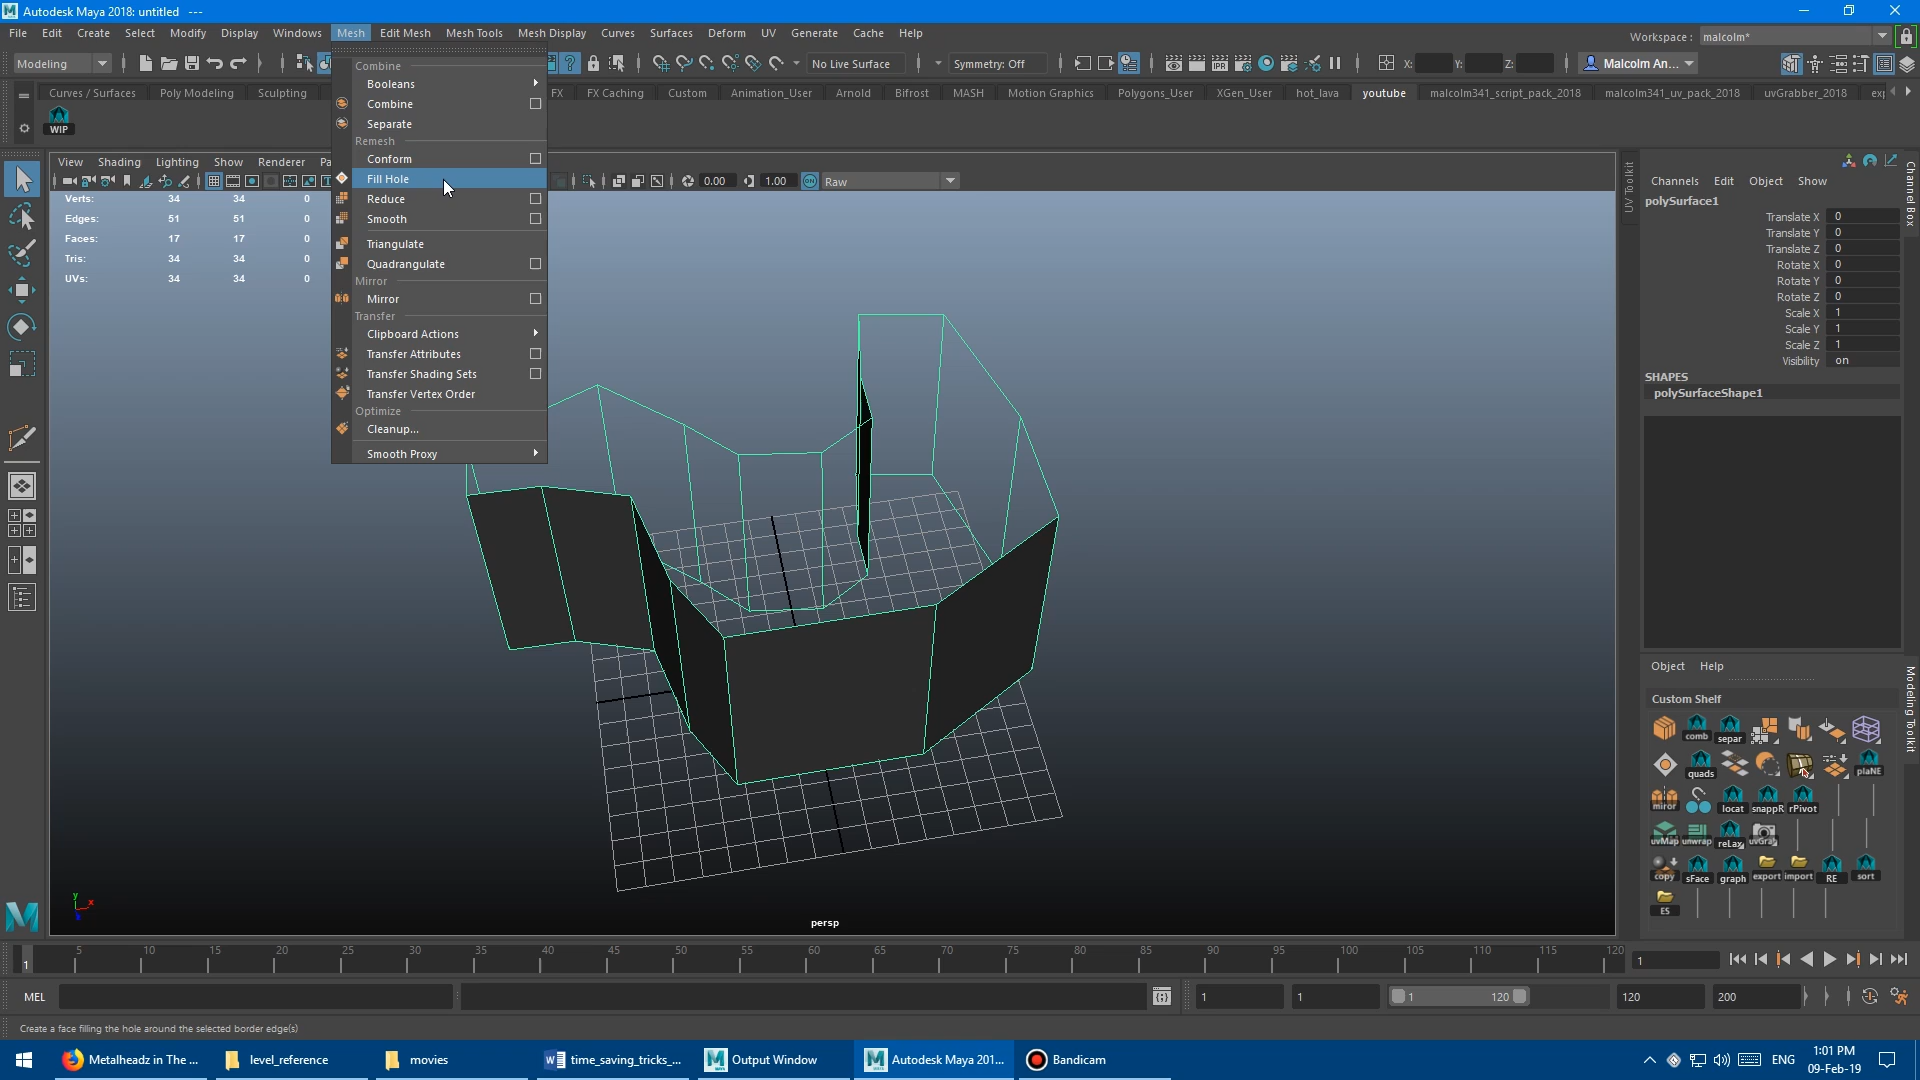 Autodesk Maya 2018: untitled   ---
File Edit Create Select Modify Display Windows Mesh Edit Mesh Mesh Tools Mesh Display Curves Surfaces Deform UV Generate Cache Help
Workspace : malcolm*
Modeling
No Live Surface
Symmetry: Off
X: Y: Z:
Malcolm An...
Curves / Surfaces Poly Modeling Sculpting FX FX Caching Custom Animation_User Arnold Bifrost MASH Motion Graphics Polygons_User XGen_User hot_lava youtube malcolm341_script_pack_2018 malcolm341_uv_pack_2018 uvGrabber_2018 exp
WIP
View Shading Lighting Show Renderer Pa
0.00 1.00 Raw
Verts: 34 34 0
Edges: 51 51 0
Faces: 17 17 0
Tris: 34 34 0
UVs: 34 34 0
Combine
Booleans
Combine
Separate
Remesh
Conform
Fill Hole
Reduce
Smooth
Triangulate
Quadrangulate
Mirror
Mirror
Transfer
Clipboard Actions
Transfer Attributes
Transfer Shading Sets
Transfer Vertex Order
Optimize
Cleanup...
Smooth Proxy
persp
y x
UV Toolkit
Channel Box
Modeling Toolkit
Channels Edit Object Show
polySurface1
Translate X 0
Translate Y 0
Translate Z 0
Rotate X 0
Rotate Y 0
Rotate Z 0
Scale X 1
Scale Y 1
Scale Z 1
Visibility on
SHAPES
polySurfaceShape1
Object Help
Custom Shelf
comb separ
quads plaNE
miror locat snappR rPivot
uvMap unwrap reLax uvGra
copy sFace graph export import RE sort
ES
1 5 10 15 20 25 30 35 40 45 50 55 60 65 70 75 80 85 90 95 100 105 110 115 120
1
MEL
1 1 1 120 120 200
Create a face filling the hole around the selected border edge(s)
Metalheadz in The ... level_reference movies time_saving_tricks_... Output Window Autodesk Maya 201... Bandicam
ENG
1:01 PM
09-Feb-19